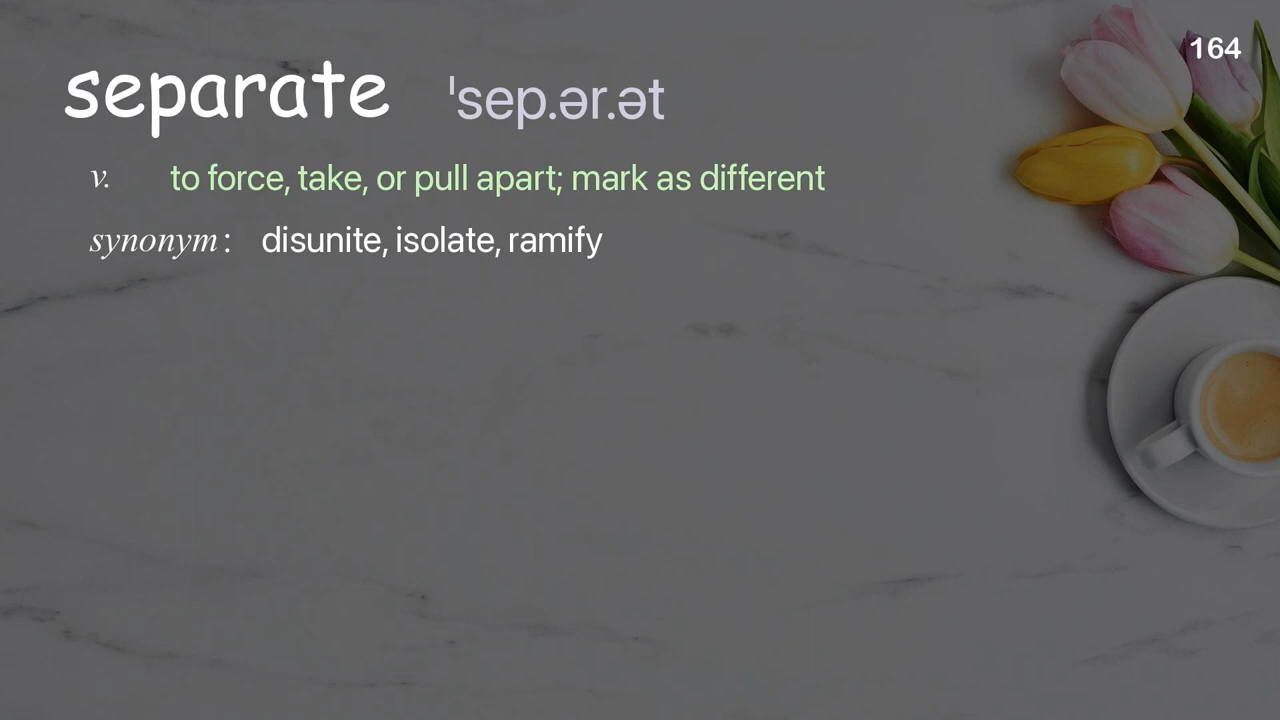 164
separate ˈsep.ər.ət
v. to force, take, or pull apart; mark as different
synonym: disunite, isolate, ramify